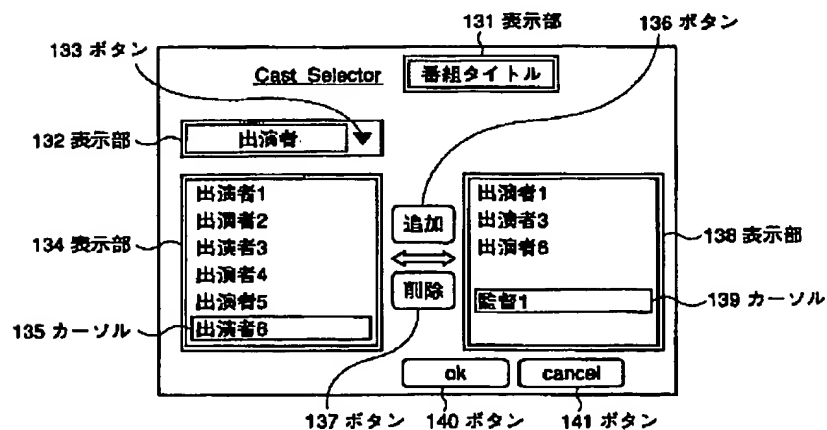 131 表示部
136 ボタン
133 ボタン
Cast Selector
番組タイトル
132 表示部
出演者
134 表示部
出演者1
出演者2
出演者3
出演者4
出演者5
出演者6
135 カーソル
追加
削除
出演者1
出演者3
出演者6
監督1
138 表示部
139 カーソル
ok
cancel
137 ボタン
140 ボタン
141 ボタン